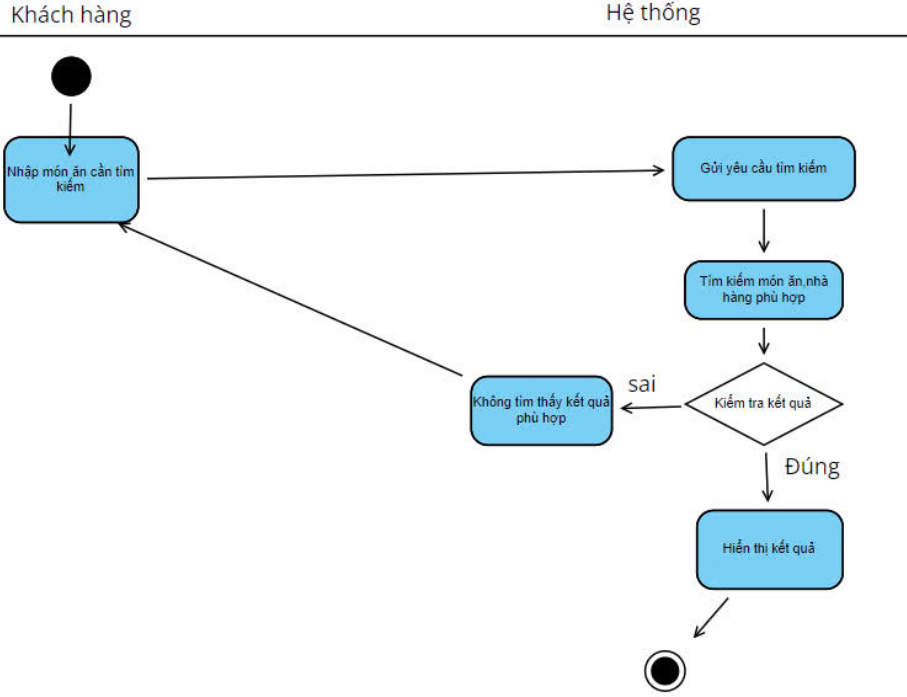 Khách hàng
Hệ thống
Nhập món ăn cần tìm
kiếm
Gửi yêu cầu tìm kiếm
Tìm kiếm món ăn,nhà
hàng phù hợp
Kiểm tra kết quả
sai
Không tìm thấy kết quả
phù hợp
Đúng
Hiển thị kết quả